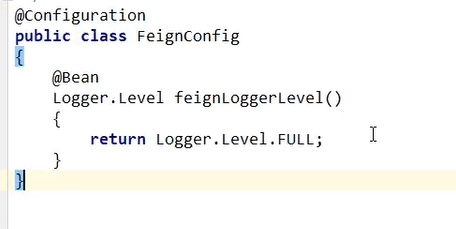 @Configuration
public class FeignConfig
{
    @Bean
    Logger.Level feignLoggerLevel()
    {
        return Logger.Level.FULL;
    }
}